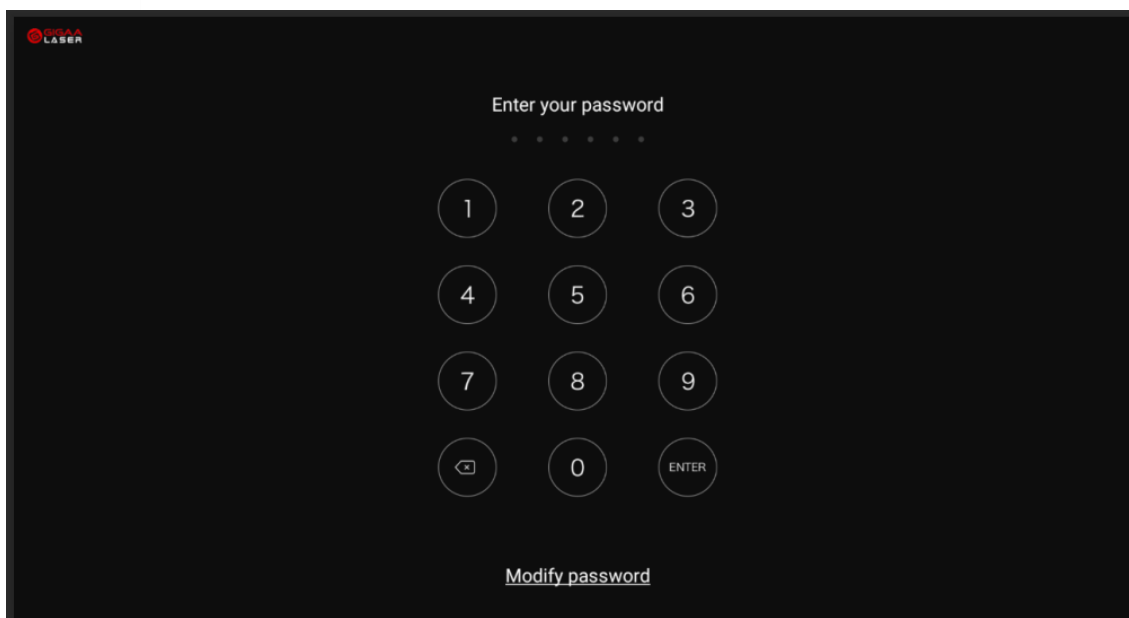 GIGAA
LASER
Enter your password
1 2 3
4 5 6
7 8 9
0 ENTER
Modify password